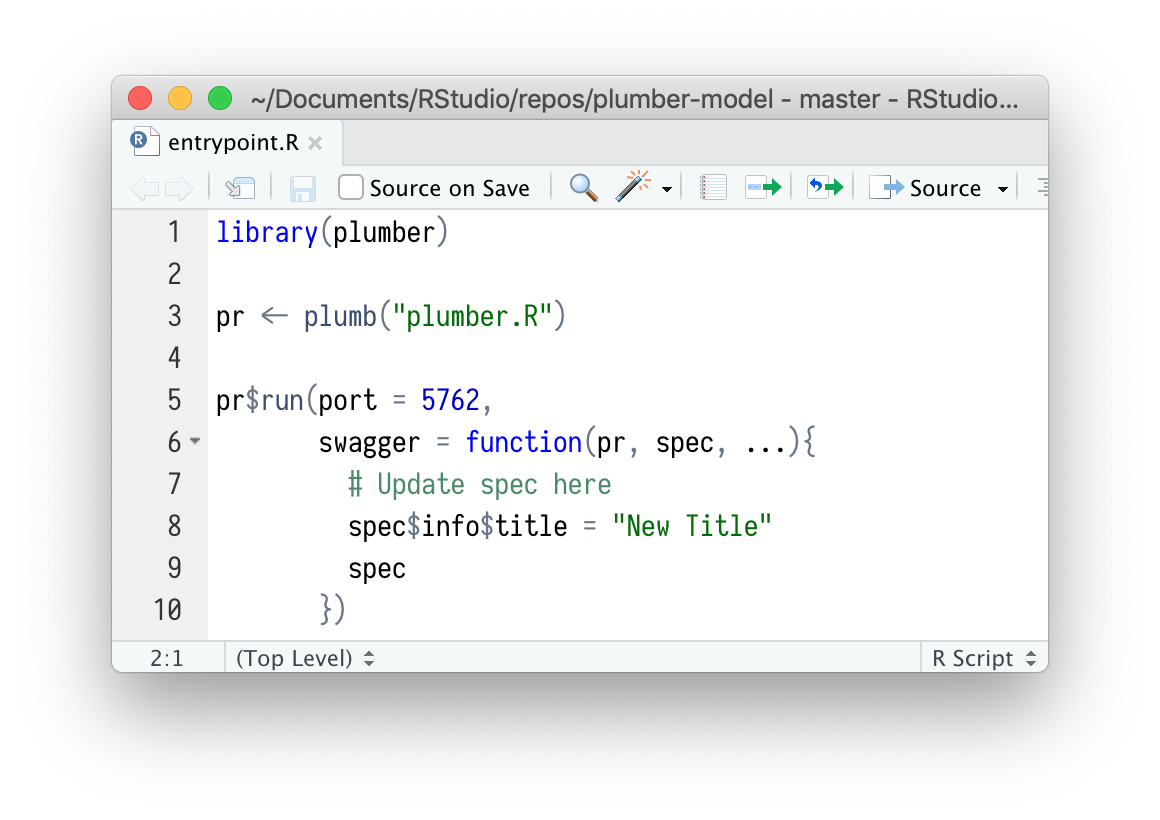 ~/Documents/RStudio/repos/plumber-model - master - RStudio...
R entrypoint.R
Source on Save
Source
1 library(plumber)
2
3 pr <- plumb("plumber.R")
4
5 pr$run(port = 5762,
6 swagger = function(pr, spec, ...){
7 # Update spec here
8 spec$info$title = "New Title"
9 spec
10 })
2:1 (Top Level) R Script